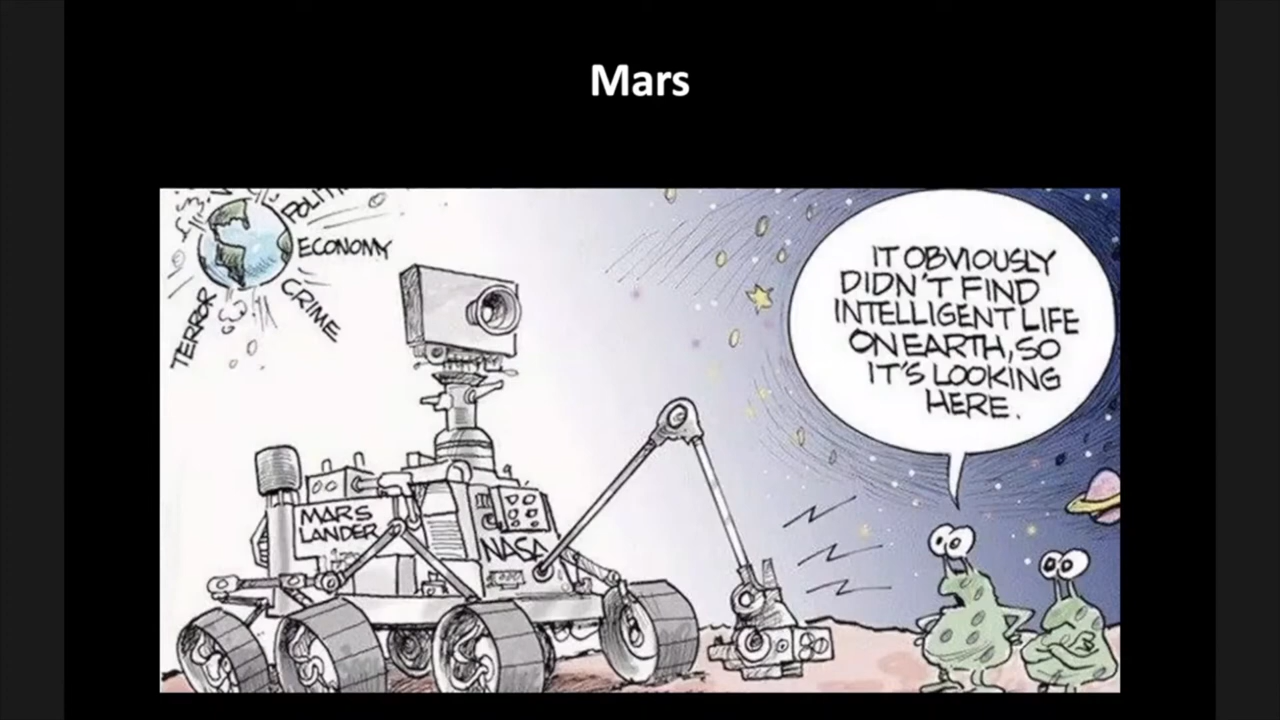 Mars
ECONOMY
CRIME
TERROR
IT OBVIOUSLY
DIDN'T FIND
INTELLIGENT LIFE
ON EARTH, SO
IT'S LOOKING
HERE.
MARS
LANDER
NASA